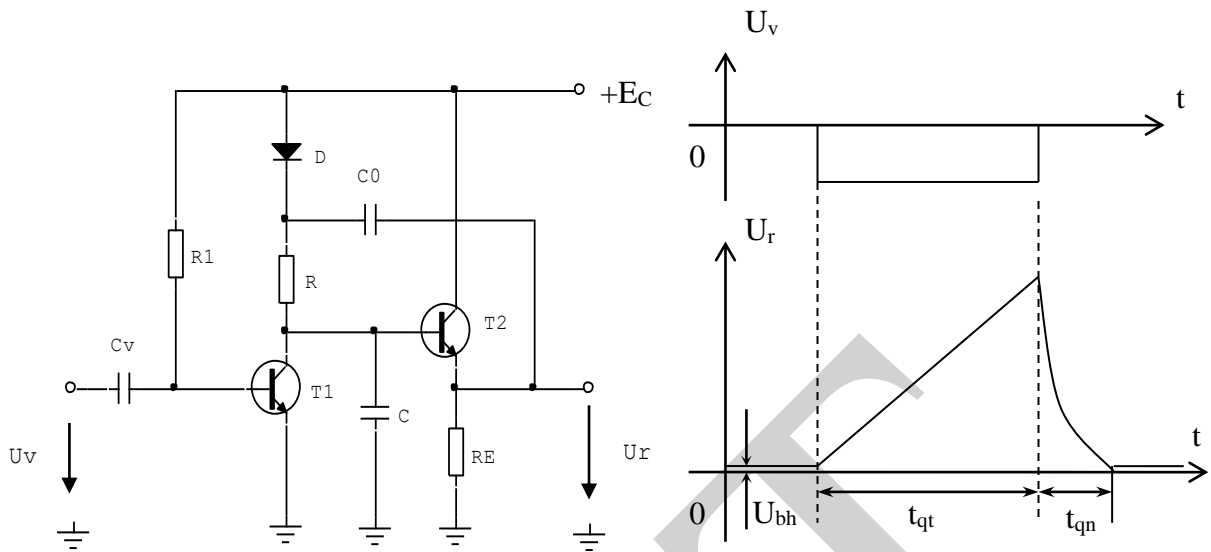 +E_C
D
C0
R1
R
T2
Cv
T1
C
Uv
RE
Ur
U_v
t
0
U_r
t
0
U_bh
t_qt
t_qn